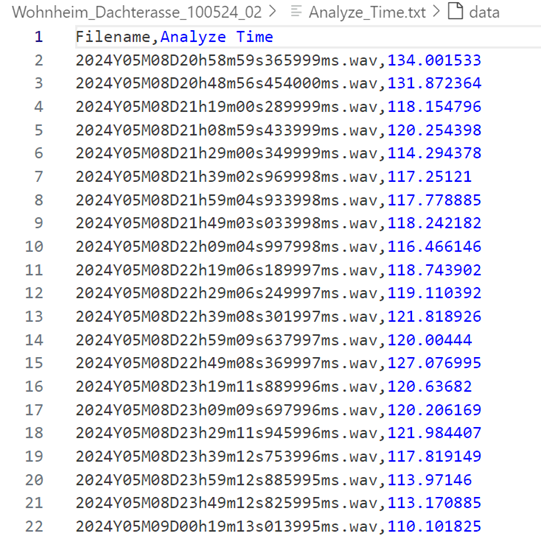 Wohnheim_Dachterasse_100524_02 > Analyze_Time.txt > data
1 Filename,Analyze Time
2 2024Y05M08D20h58m59s365999ms.wav,134.001533
3 2024Y05M08D20h48m56s454000ms.wav,131.872364
4 2024Y05M08D21h19m00s289999ms.wav,118.154796
5 2024Y05M08D21h08m59s433999ms.wav,120.254398
6 2024Y05M08D21h29m00s349999ms.wav,114.294378
7 2024Y05M08D21h39m02s969998ms.wav,117.25121
8 2024Y05M08D21h59m04s933998ms.wav,117.778885
9 2024Y05M08D21h49m03s033999ms.wav,118.242182
10 2024Y05M08D22h09m04s997998ms.wav,116.466146
11 2024Y05M08D22h19m06s189997ms.wav,118.743902
12 2024Y05M08D22h29m06s249997ms.wav,119.110392
13 2024Y05M08D22h39m08s301997ms.wav,121.818926
14 2024Y05M08D22h59m09s637997ms.wav,120.00444
15 2024Y05M08D22h49m08s369997ms.wav,127.076995
16 2024Y05M08D23h19m11s889996ms.wav,120.63682
17 2024Y05M08D23h09m09s697996ms.wav,120.206169
18 2024Y05M08D23h29m11s945996ms.wav,121.984407
19 2024Y05M08D23h39m12s753996ms.wav,117.819149
20 2024Y05M08D23h59m12s885995ms.wav,113.97146
21 2024Y05M08D23h49m12s825995ms.wav,113.170885
22 2024Y05M09D00h19m13s013995ms.wav,110.101825